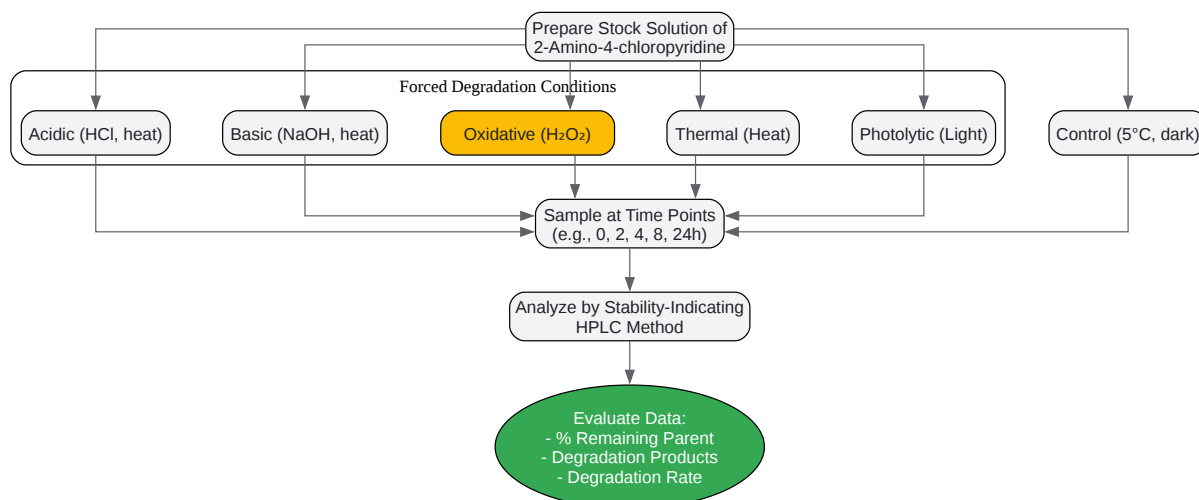 Prepare Stock Solution of
2-Amino-4-chloropyridine
Forced Degradation Conditions
Acidic (HCl, heat)
Basic (NaOH, heat)
Oxidative (H₂O₂)
Thermal (Heat)
Photolytic (Light)
Control (5°C, dark)
Sample at Time Points
(e.g., 0, 2, 4, 8, 24h)
Analyze by Stability-Indicating
HPLC Method
Evaluate Data:
- % Remaining Parent
- Degradation Products
- Degradation Rate